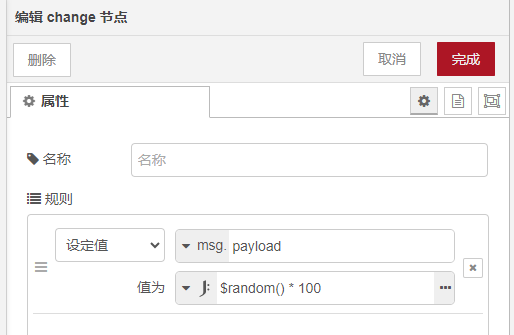 编辑 change 节点
删除 取消 完成
属性
名称 名称
规则
设定值 msg. payload
值为 J: $random() * 100